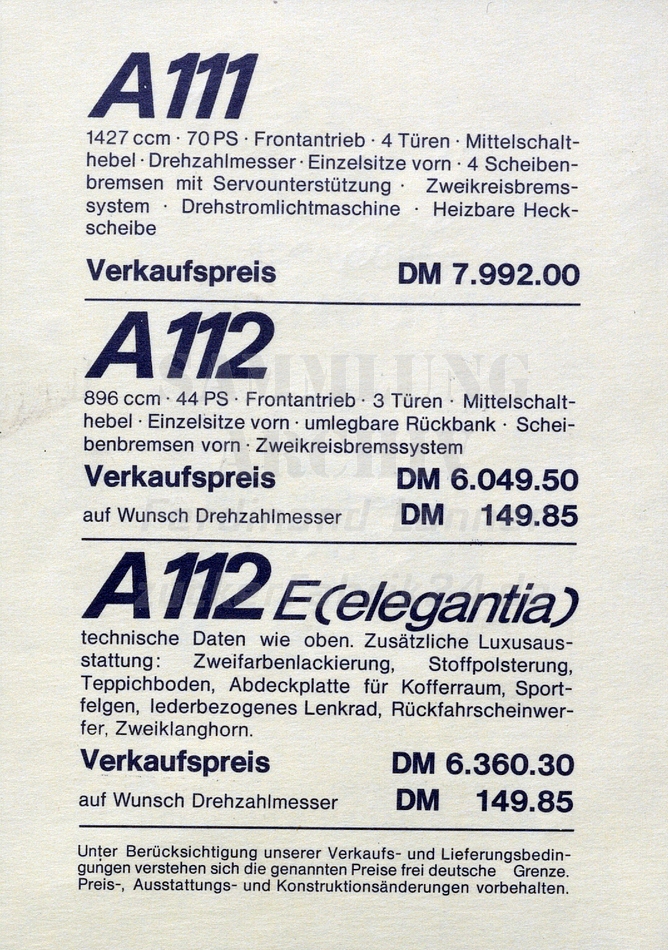 A111
1427 ccm · 70 PS · Frontantrieb · 4 Türen · Mittelschalt-
hebel · Drehzahlmesser · Einzelsitze vorn · 4 Scheiben-
bremsen mit Servounterstützung · Zweikreisbrems-
system · Drehstromlichtmaschine · Heizbare Heck-
scheibe
Verkaufspreis DM 7.992.00
A112
896 ccm · 44 PS · Frontantrieb · 3 Türen · Mittelschalt-
hebel · Einzelsitze vorn · umlegbare Rückbank · Schei-
benbremsen vorn · Zweikreisbremssystem
Verkaufspreis DM 6.049.50
auf Wunsch Drehzahlmesser DM 149.85
A112 E(elegantia)
technische Daten wie oben. Zusätzliche Luxusaus-
stattung: Zweifarbenlackierung, Stoffpolsterung,
Teppichboden, Abdeckplatte für Kofferraum, Sport-
felgen, lederbezogenes Lenkrad, Rückfahrscheinwer-
fer, Zweiklanghorn.
Verkaufspreis DM 6.360.30
auf Wunsch Drehzahlmesser DM 149.85
Unter Berücksichtigung unserer Verkaufs- und Lieferungsbedin-
gungen verstehen sich die genannten Preise frei deutsche Grenze.
Preis-, Ausstattungs- und Konstruktionsänderungen vorbehalten.
SAMMLUNG
ARCHIV
Ferdinand